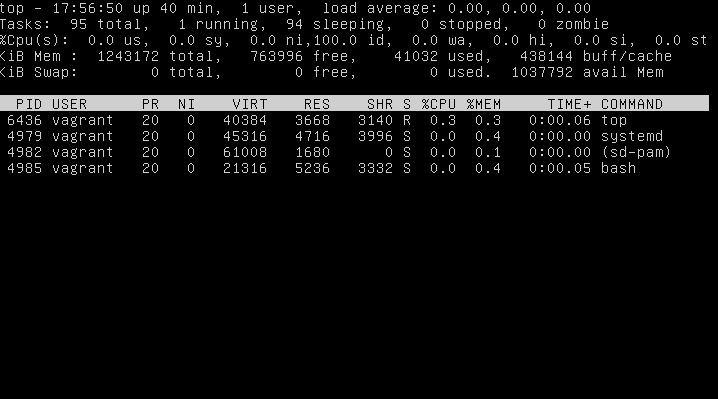 top - 17:56:50 up 40 min,  1 user,  load average: 0.00, 0.00, 0.00
Tasks:  95 total,   1 running,  94 sleeping,   0 stopped,   0 zombie
%Cpu(s):  0.0 us,  0.0 sy,  0.0 ni,100.0 id,  0.0 wa,  0.0 hi,  0.0 si,  0.0 st
KiB Mem :  1243172 total,   763996 free,    41032 used,   438144 buff/cache
KiB Swap:        0 total,        0 free,        0 used.  1037792 avail Mem
PID USER      PR  NI    VIRT    RES    SHR S %CPU %MEM     TIME+ COMMAND
6436 vagrant   20   0   40384   3668   3140 R  0.3  0.3   0:00.06 top
4979 vagrant   20   0   45316   4716   3996 S  0.0  0.4   0:00.00 systemd
4982 vagrant   20   0   61008   1680      0 S  0.0  0.1   0:00.00 (sd-pam)
4985 vagrant   20   0   21316   5236   3332 S  0.0  0.4   0:00.05 bash